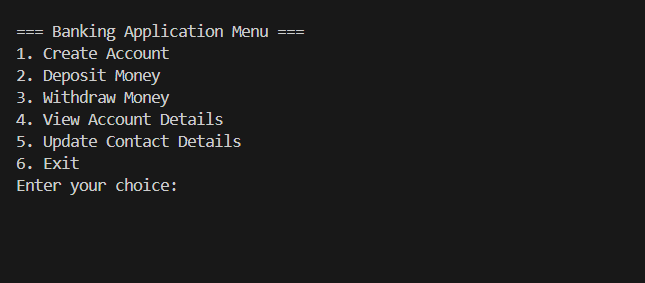 === Banking Application Menu ===
1. Create Account
2. Deposit Money
3. Withdraw Money
4. View Account Details
5. Update Contact Details
6. Exit
Enter your choice: